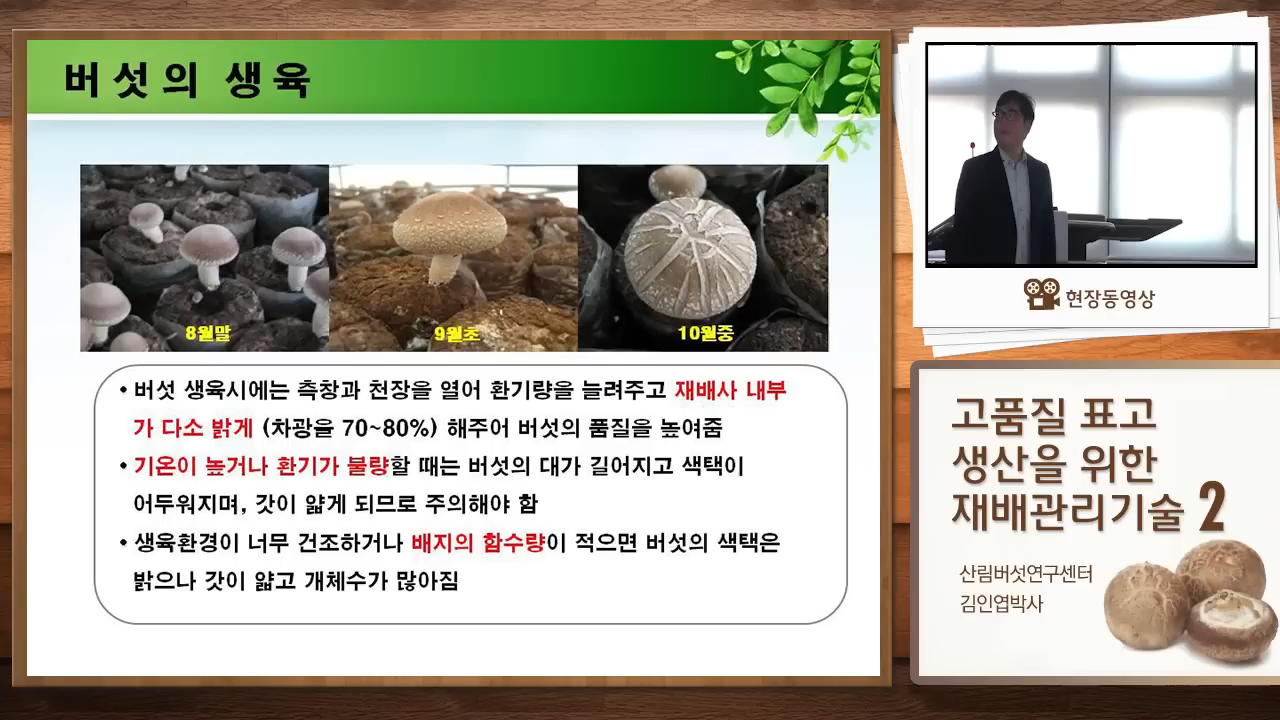 버섯의 생육
8월말
9월초
10월중
• 버섯 생육시에는 측창과 천장을 열어 환기량을 늘려주고 재배사 내부
가 다소 밝게 (차광율 70~80%) 해주어 버섯의 품질을 높여줌
• 기온이 높거나 환기가 불량할 때는 버섯의 대가 길어지고 색택이
어두워지며, 갓이 얇게 되므로 주의해야 함
• 생육환경이 너무 건조하거나 배지의 함수량이 적으면 버섯의 색택은
밝으나 갓이 얇고 개체수가 많아짐
현장동영상
고품질 표고
생산을 위한
재배관리기술 2
산림버섯연구센터
김인엽박사